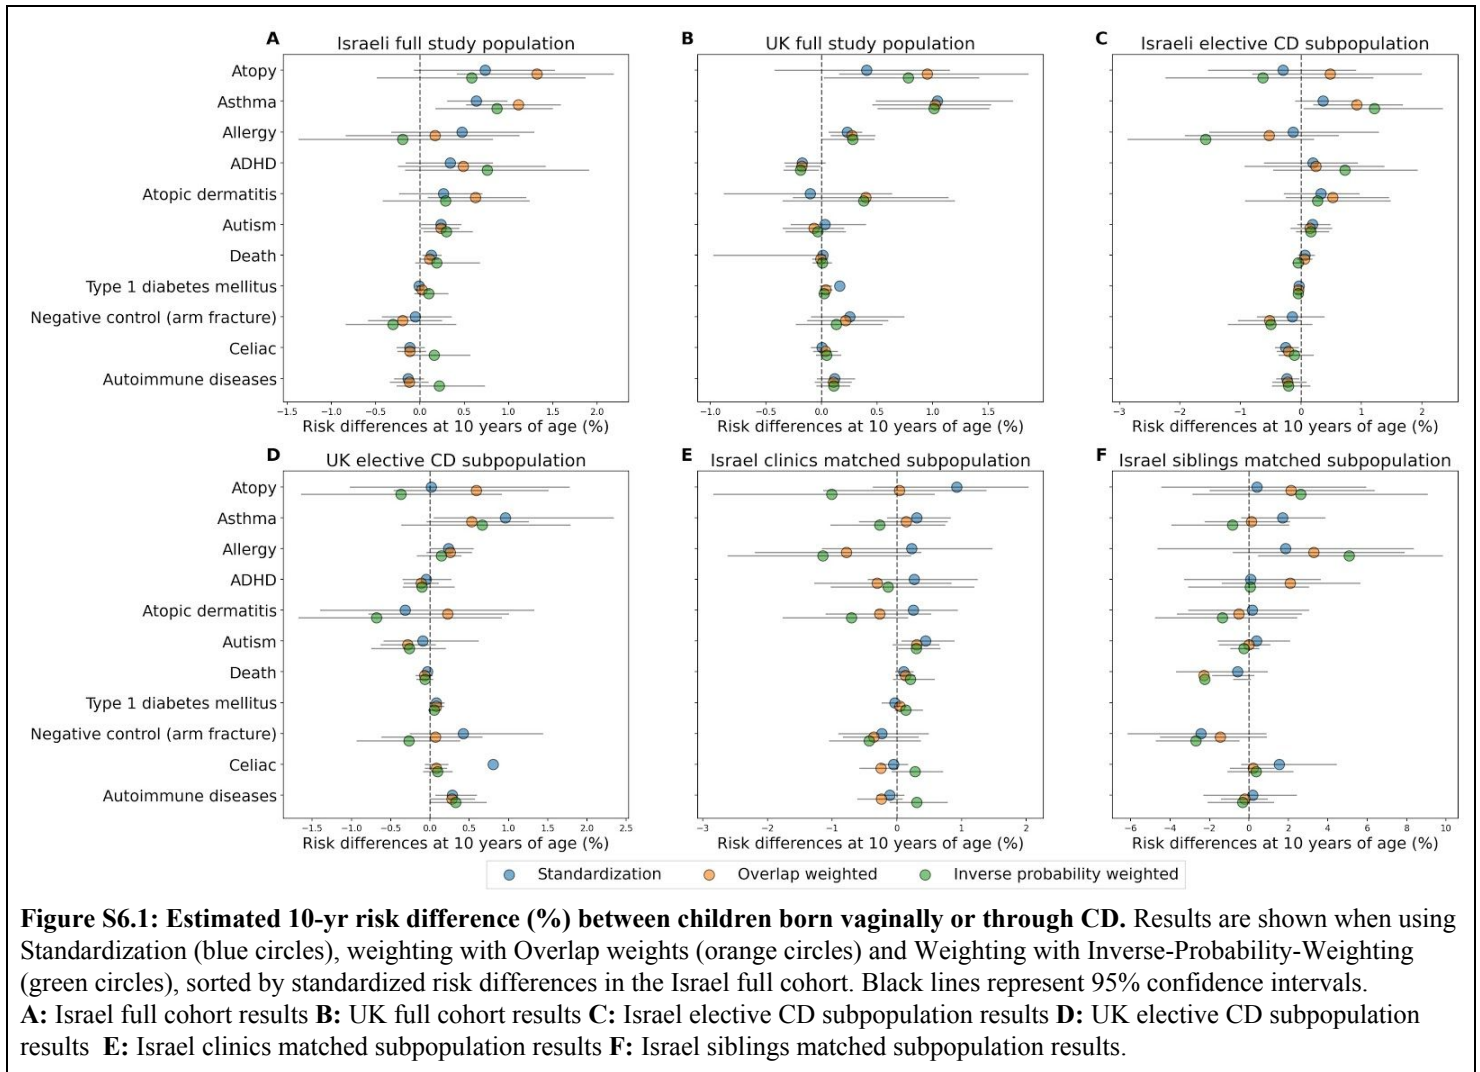 A Israeli full study population
B UK full study population
C Israeli elective CD subpopulation
Atopy
Asthma
Allergy
ADHD
Atopic dermatitis
Autism
Death
Type 1 diabetes mellitus
Negative control (arm fracture)
Celiac
Autoimmune diseases
−1.5 −1.0 −0.5 0.0 0.5 1.0 1.5 2.0
−1.0 −0.5 0.0 0.5 1.0 1.5
−3 −2 −1 0 1 2
Risk differences at 10 years of age (%)
Risk differences at 10 years of age (%)
Risk differences at 10 years of age (%)
D UK elective CD subpopulation
E Israel clinics matched subpopulation
F Israel siblings matched subpopulation
Atopy
Asthma
Allergy
ADHD
Atopic dermatitis
Autism
Death
Type 1 diabetes mellitus
Negative control (arm fracture)
Celiac
Autoimmune diseases
−1.5 −1.0 −0.5 0.0 0.5 1.0 1.5 2.0 2.5
−3 −2 −1 0 1 2
−6 −4 −2 0 2 4 6 8 10
Risk differences at 10 years of age (%)
Risk differences at 10 years of age (%)
Risk differences at 10 years of age (%)
Standardization Overlap weighted Inverse probability weighted
Figure S6.1: Estimated 10-yr risk difference (%) between children born vaginally or through CD. Results are shown when using
Standardization (blue circles), weighting with Overlap weights (orange circles) and Weighting with Inverse-Probability-Weighting
(green circles), sorted by standardized risk differences in the Israel full cohort. Black lines represent 95% confidence intervals.
A: Israel full cohort results B: UK full cohort results C: Israel elective CD subpopulation results D: UK elective CD subpopulation
results E: Israel clinics matched subpopulation results F: Israel siblings matched subpopulation results.